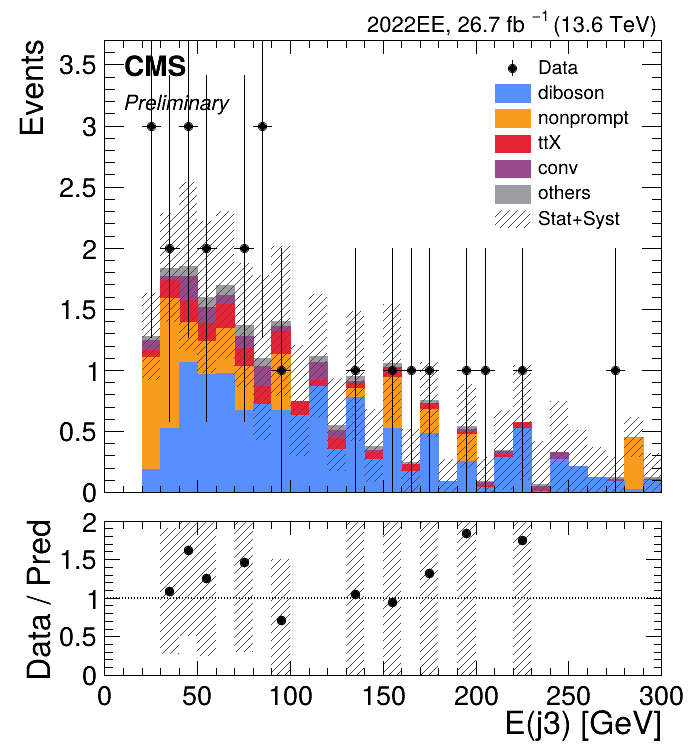 2022EE, 26.7 fb ⁻¹ (13.6 TeV)
CMS
Preliminary
Data
diboson
nonprompt
ttX
conv
others
Stat+Syst
Events
3.5
3
2.5
2
1.5
1
0.5
0
Data / Pred
2
1.5
1
0.5
0
0 50 100 150 200 250 300
E(j3) [GeV]